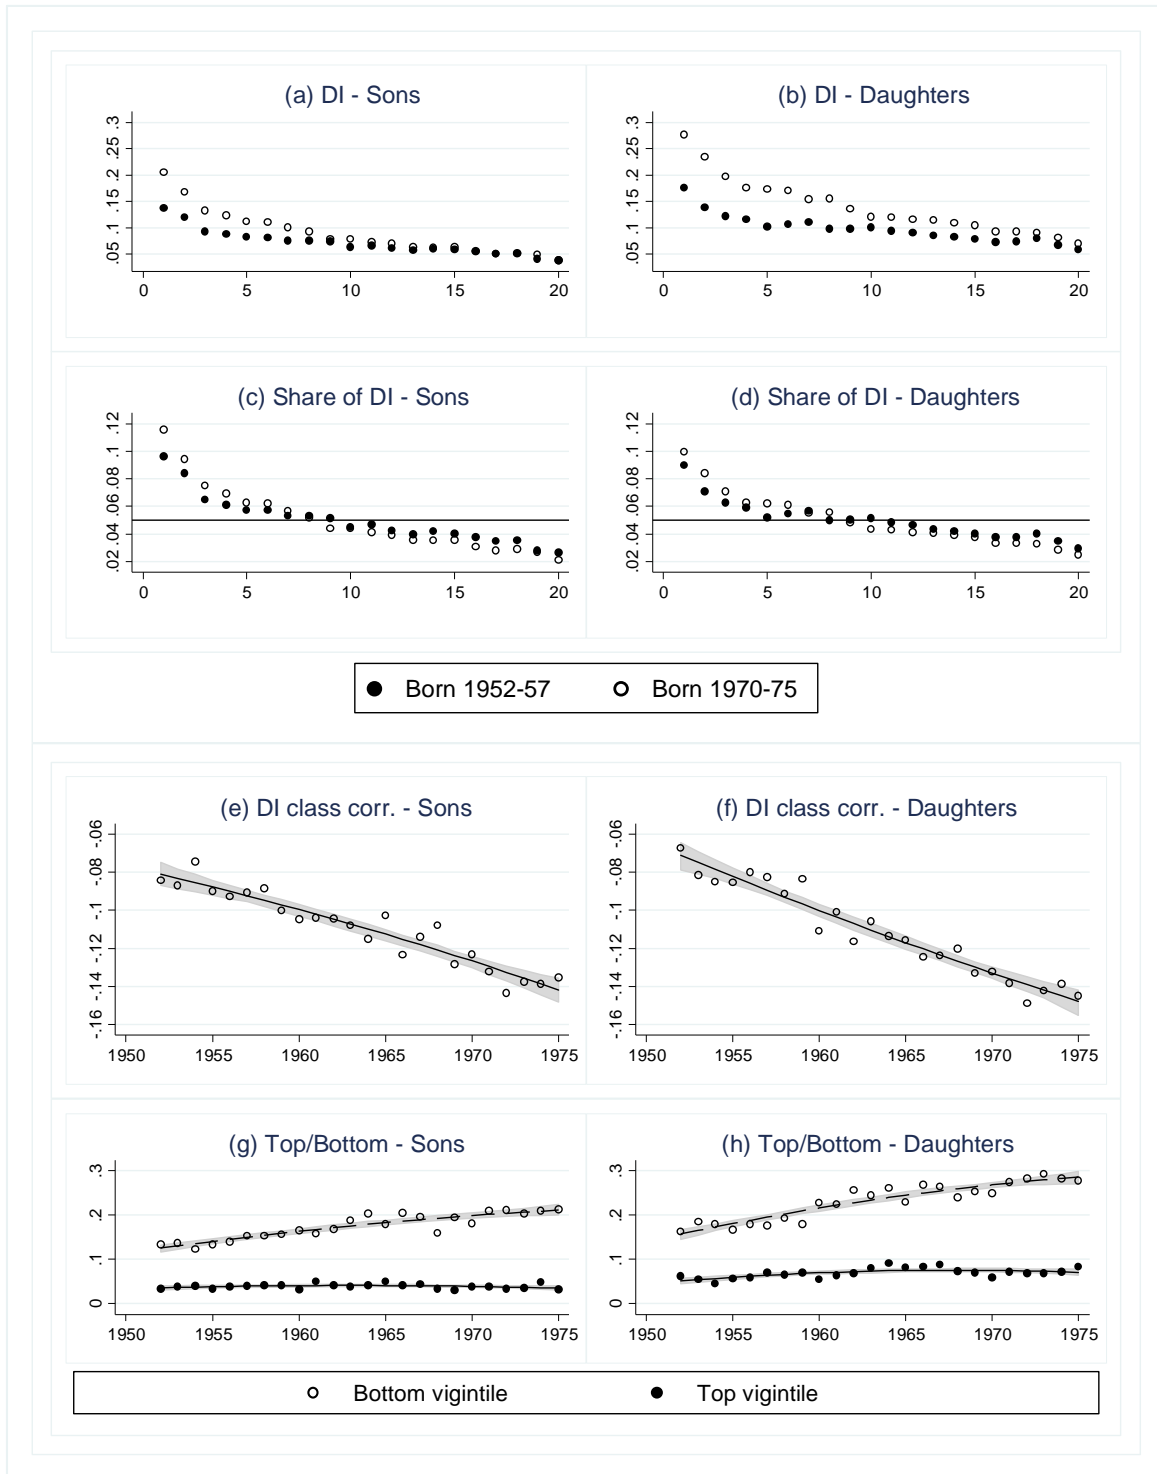 (a) DI - Sons
.3
.25
.2
.15
.1
.05
0 5 10 15 20
(b) DI - Daughters
.3
.25
.2
.15
.1
.05
0 5 10 15 20
(c) Share of DI - Sons
.12
.1
.08
.06
.04
.02
0 5 10 15 20
(d) Share of DI - Daughters
.12
.1
.08
.06
.04
.02
0 5 10 15 20
Born 1952-57 Born 1970-75
(e) DI class corr. - Sons
-.06
-.08
-.1
-.12
-.14
-.16
1950 1955 1960 1965 1970 1975
(f) DI class corr. - Daughters
-.06
-.08
-.1
-.12
-.14
-.16
1950 1955 1960 1965 1970 1975
(g) Top/Bottom - Sons
.3
.2
.1
0
1950 1955 1960 1965 1970 1975
(h) Top/Bottom - Daughters
.3
.2
.1
0
1950 1955 1960 1965 1970 1975
Bottom vigintile Top vigintile